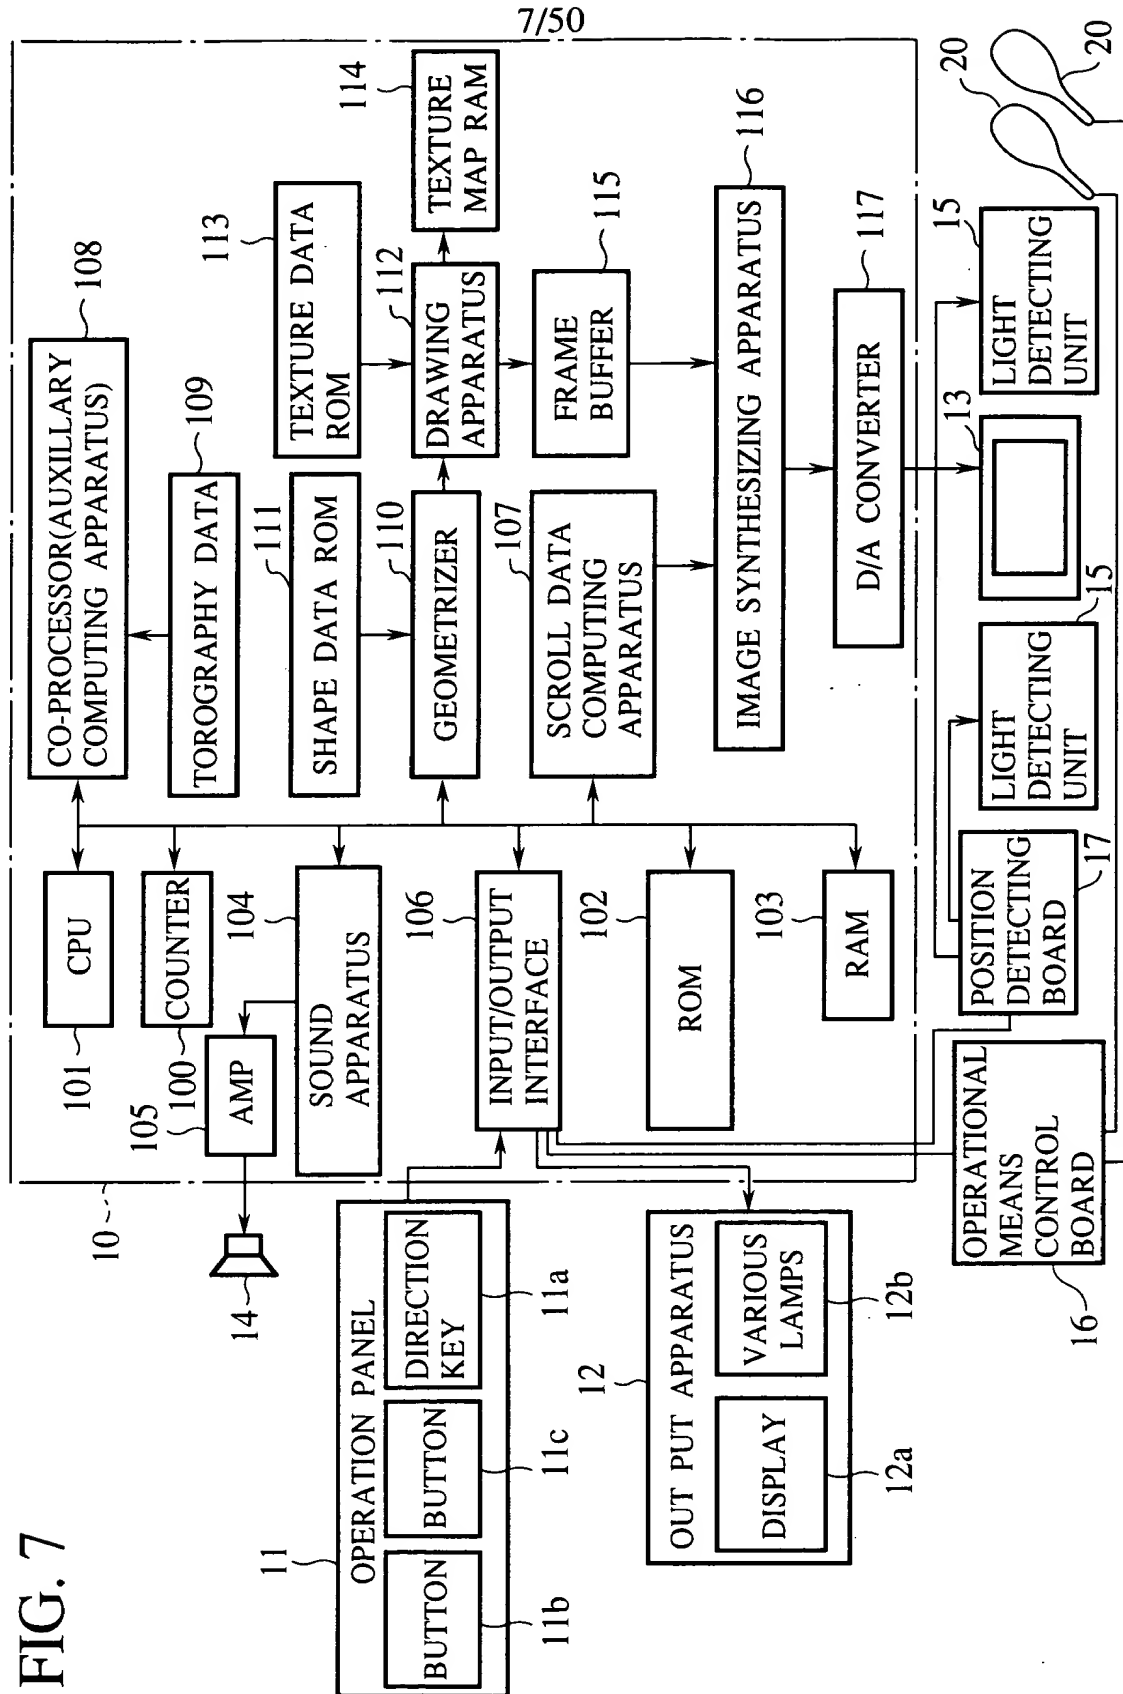 7/50
FIG. 7
10
CPU
101
COUNTER
100
AMP
105
14
SOUND
APPARATUS
104
INPUT/OUTPUT
INTERFACE
106
ROM
102
RAM
103
CO-PROCESSOR(AUXILLARY
COMPUTING APPARATUS)
108
TOROGRAPHY DATA
109
SHAPE DATA ROM
111
GEOMETRIZER
110
SCROLL DATA
COMPUTING
APPARATUS
107
TEXTURE DATA
ROM
113
DRAWING
APPARATUS
112
TEXTURE
MAP RAM
114
FRAME
BUFFER
115
IMAGE SYNTHESIZING APPARATUS
116
D/A CONVERTER
117
OPERATION PANEL
11
BUTTON
11b
BUTTON
11c
DIRECTION
KEY
11a
OUT PUT APPARATUS
12
DISPLAY
12a
VARIOUS
LAMPS
12b
OPERATIONAL
MEANS
CONTROL
BOARD
16
POSITION
DETECTING
BOARD
17
LIGHT
DETECTING
UNIT
15
13
LIGHT
DETECTING
UNIT
15
20
20